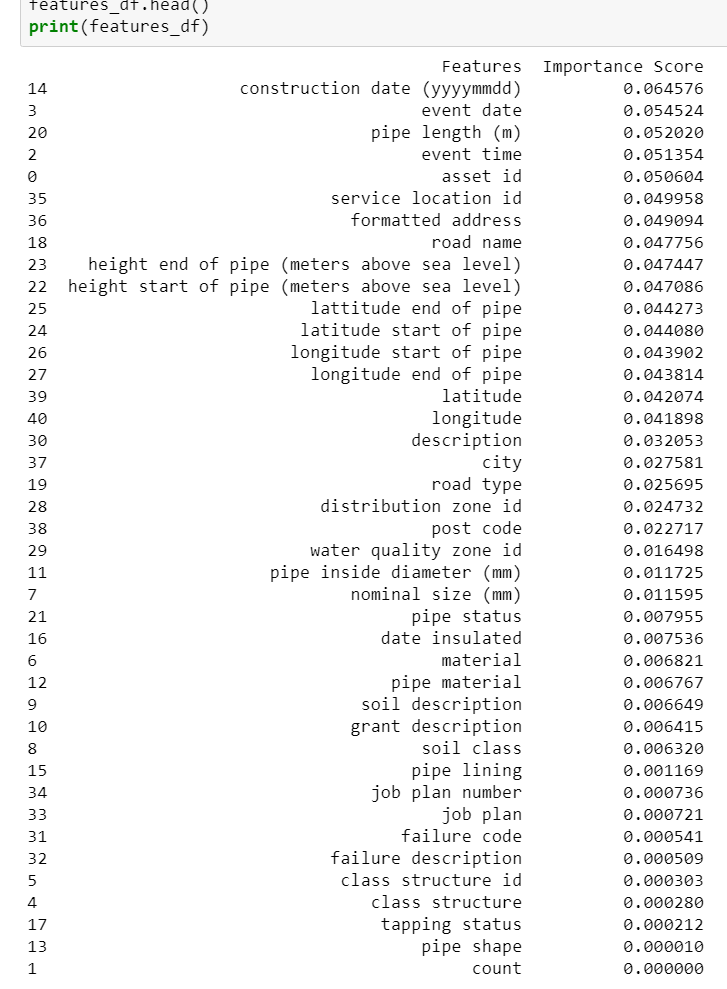 features_df.head()
print(features_df)
Features Importance Score
14 construction date (yyyymmdd) 0.064576
3 event date 0.054524
20 pipe length (m) 0.052020
2 event time 0.051354
0 asset id 0.050604
35 service location id 0.049958
36 formatted address 0.049094
18 road name 0.047756
23 height end of pipe (meters above sea level) 0.047447
22 height start of pipe (meters above sea level) 0.047086
25 lattitude end of pipe 0.044273
24 latitude start of pipe 0.044080
26 longitude start of pipe 0.043902
27 longitude end of pipe 0.043814
39 latitude 0.042074
40 longitude 0.041898
30 description 0.032053
37 city 0.027581
19 road type 0.025695
28 distribution zone id 0.024732
38 post code 0.022717
29 water quality zone id 0.016498
11 pipe inside diameter (mm) 0.011725
7 nominal size (mm) 0.011595
21 pipe status 0.007955
16 date insulated 0.007536
6 material 0.006821
12 pipe material 0.006767
9 soil description 0.006649
10 grant description 0.006415
8 soil class 0.006320
15 pipe lining 0.001169
34 job plan number 0.000736
33 job plan 0.000721
31 failure code 0.000541
32 failure description 0.000509
5 class structure id 0.000303
4 class structure 0.000280
17 tapping status 0.000212
13 pipe shape 0.000010
1 count 0.000000